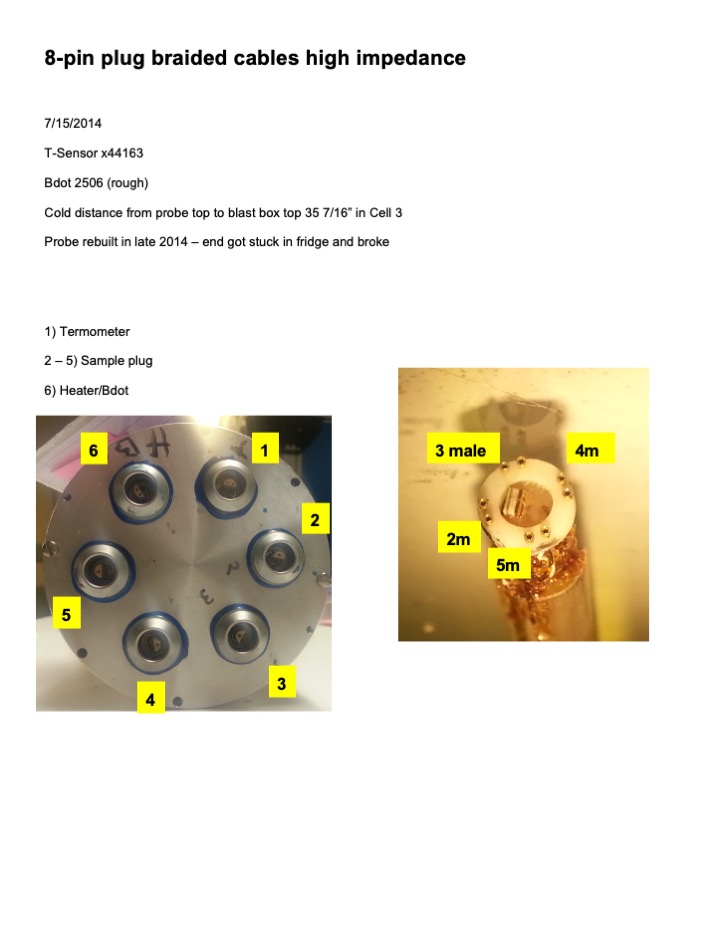 8-pin plug braided cables high impedance
7/15/2014
T-Sensor x44163
Bdot 2506 (rough)
Cold distance from probe top to blast box top 35 7/16” in Cell 3
Probe rebuilt in late 2014 – end got stuck in fridge and broke
1) Termometer
2 – 5) Sample plug
6) Heater/Bdot
6
1
2
5
3
4
3 male
4m
2m
5m
2
3